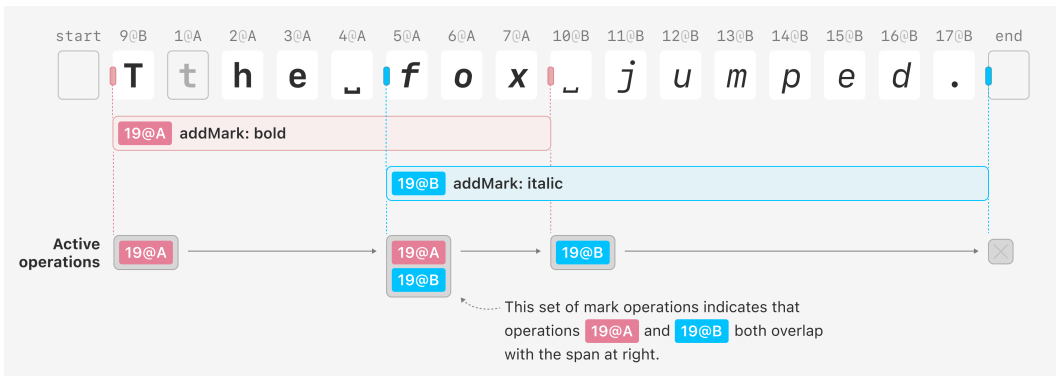 start 9@B 1@A 2@A 3@A 4@A 5@A 6@A 7@A 10@B 11@B 12@B 13@B 14@B 15@B 16@B 17@B end
T t h e ␣ f o x ␣ j u m p e d .
19@A addMark: bold
19@B addMark: italic
Active
operations
19@A
19@A
19@B
19@B
This set of mark operations indicates that
operations 19@A and 19@B both overlap
with the span at right.